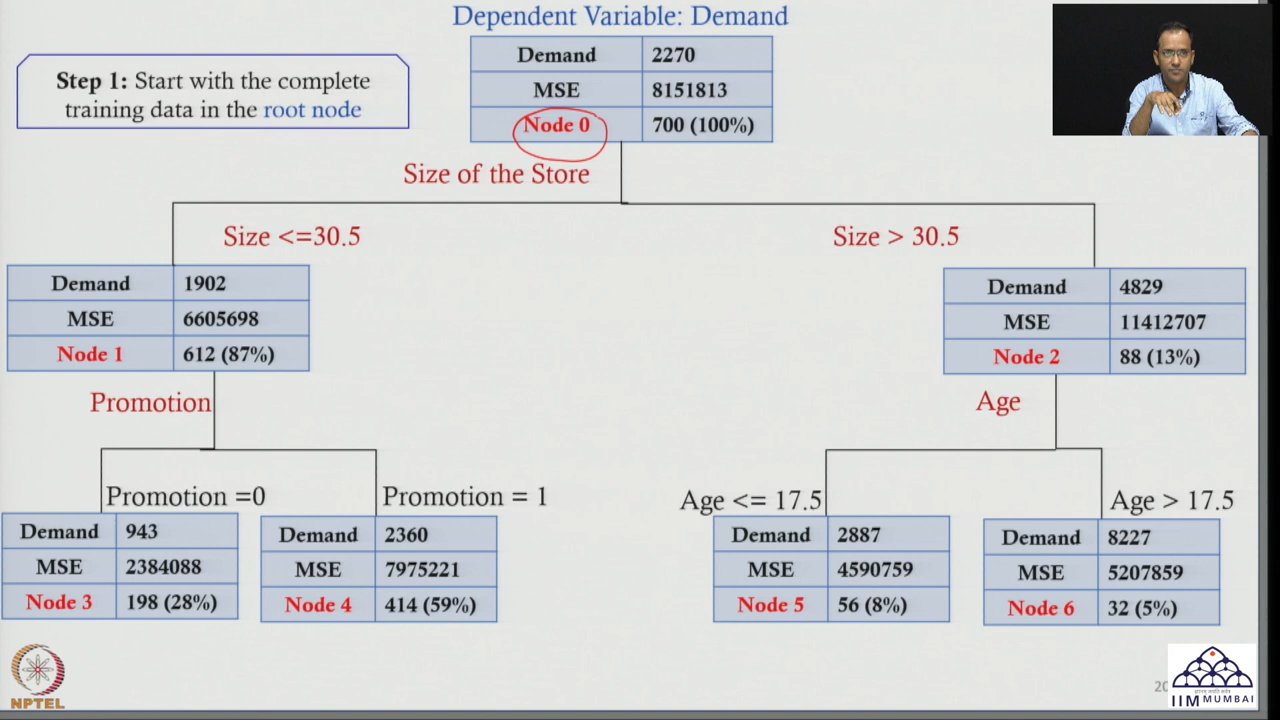 Dependent Variable: Demand
Step 1: Start with the complete
training data in the root node
Demand 2270
MSE 8151813
Node 0 700 (100%)
Size of the Store
Size <=30.5
Size > 30.5
Demand 1902
MSE 6605698
Node 1 612 (87%)
Demand 4829
MSE 11412707
Node 2 88 (13%)
Promotion
Age
Promotion =0
Promotion = 1
Age <= 17.5
Age > 17.5
Demand 943
MSE 2384088
Node 3 198 (28%)
Demand 2360
MSE 7975221
Node 4 414 (59%)
Demand 2887
MSE 4590759
Node 5 56 (8%)
Demand 8227
MSE 5207859
Node 6 32 (5%)
NPTEL
20
IIM MUMBAI